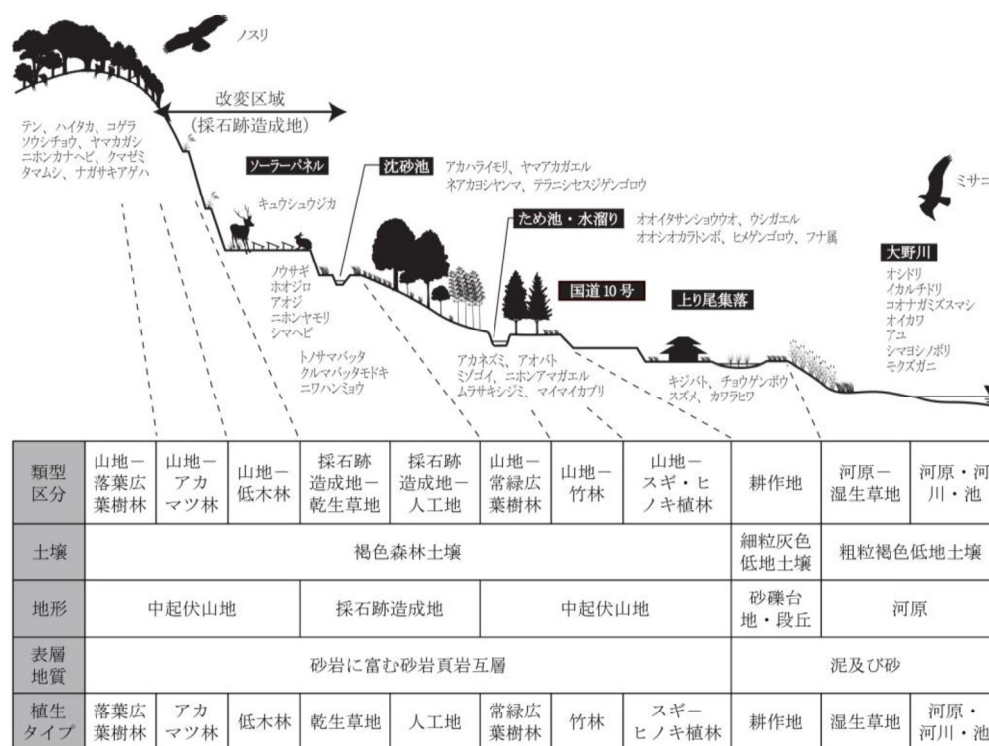 ノスリ
改変区域
(採石跡造成地)
テン、ハイタカ、コゲラ
ソウシチョウ、ヤマカガシ
ニホンカナヘビ、クマゼミ
タマムシ、ナガサキアゲハ
ソーラーパネル
キュウシュウジカ
沈砂池
アカハライモリ、ヤマアカガエル
ネアカヨシヤンマ、テラニシセスジゲンゴロウ
ミサゴ
ため池・水溜り
オオイタサンショウウオ、ウシガエル
オオシオカラトンボ、ヒメゲンゴロウ、フナ属
大野川
オシドリ
イカルチドリ
コオナガミズスマシ
オイカワ
アユ
シマヨシノボリ
モクズガニ
国道10号
上り尾集落
ノウサギ
ホオジロ
アオジ
ニホンヤモリ
シマヘビ
トノサマバッタ
クルマバッタモドキ
ニワハンミョウ
アカネズミ、アオバト
ミゾゴイ、ニホンアマガエル
ムラサキシジミ、マイマイカブリ
キジバト、チョウゲンボウ
スズメ、カワラヒワ
類型
区分
山地－
落葉広
葉樹林
山地－
アカ
マツ林
山地－
低木林
採石跡
造成地－
乾生草地
採石跡
造成地－
人工地
山地－
常緑広
葉樹林
山地－
竹林
山地－
スギ・ヒ
ノキ植林
耕作地
河原－
湿生草地
河原・河
川・池
土壌
褐色森林土壌
細粒灰色
低地土壌
粗粒褐色低地土壌
地形
中起伏山地
採石跡造成地
中起伏山地
砂礫台
地・段丘
河原
表層
地質
砂岩に富む砂岩頁岩互層
泥及び砂
植生
タイプ
落葉広
葉樹林
アカ
マツ林
低木林
乾生草地
人工地
常緑広
葉樹林
竹林
スギ－
ヒノキ植林
耕作地
湿生草地
河原・
河川・池